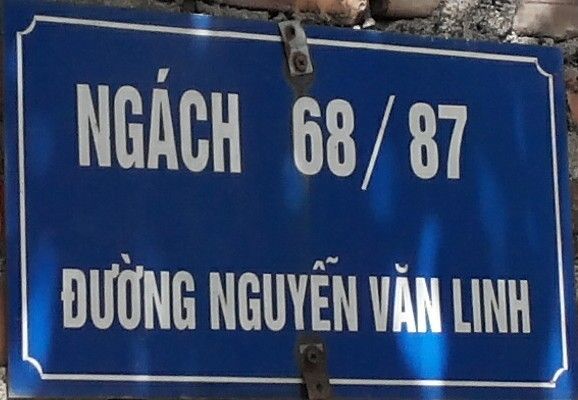 NGÁCH 68/87
ĐƯỜNG NGUYỄN VĂN LINH